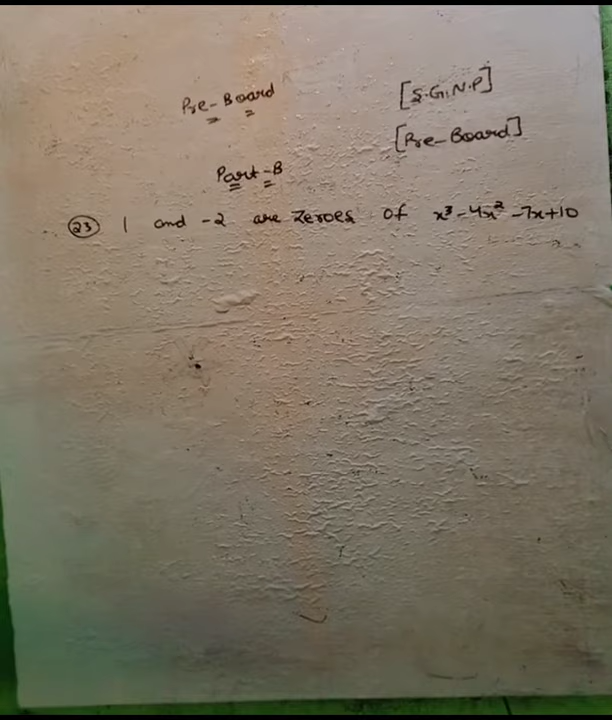 Pre-Board
[S.G.N.P]
[Pre-Board]
Part-B
(23) 1 and -2 are zeroes of x³-4x²-7x+10